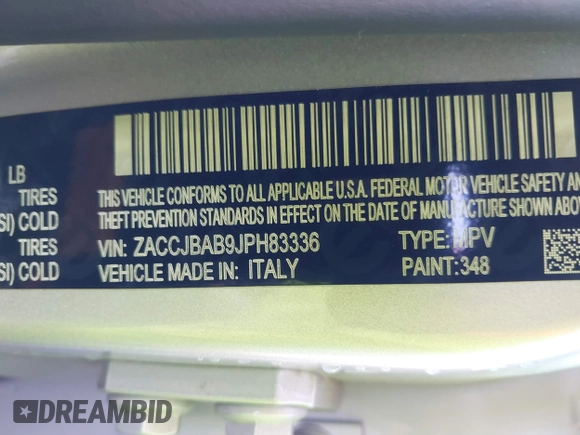 LB
TIRES
SI) COLD
TIRES
SI) COLD
THIS VEHICLE CONFORMS TO ALL APPLICABLE U.S.A. FEDERAL MOTOR VEHICLE SAFETY AN
THEFT PREVENTION STANDARDS IN EFFECT ON THE DATE OF MANUFACTURE SHOWN ABOVE.
VIN: ZACCJBAB9JPH83336 TYPE: MPV
VEHICLE MADE IN: ITALY PAINT:348
DREAMBID